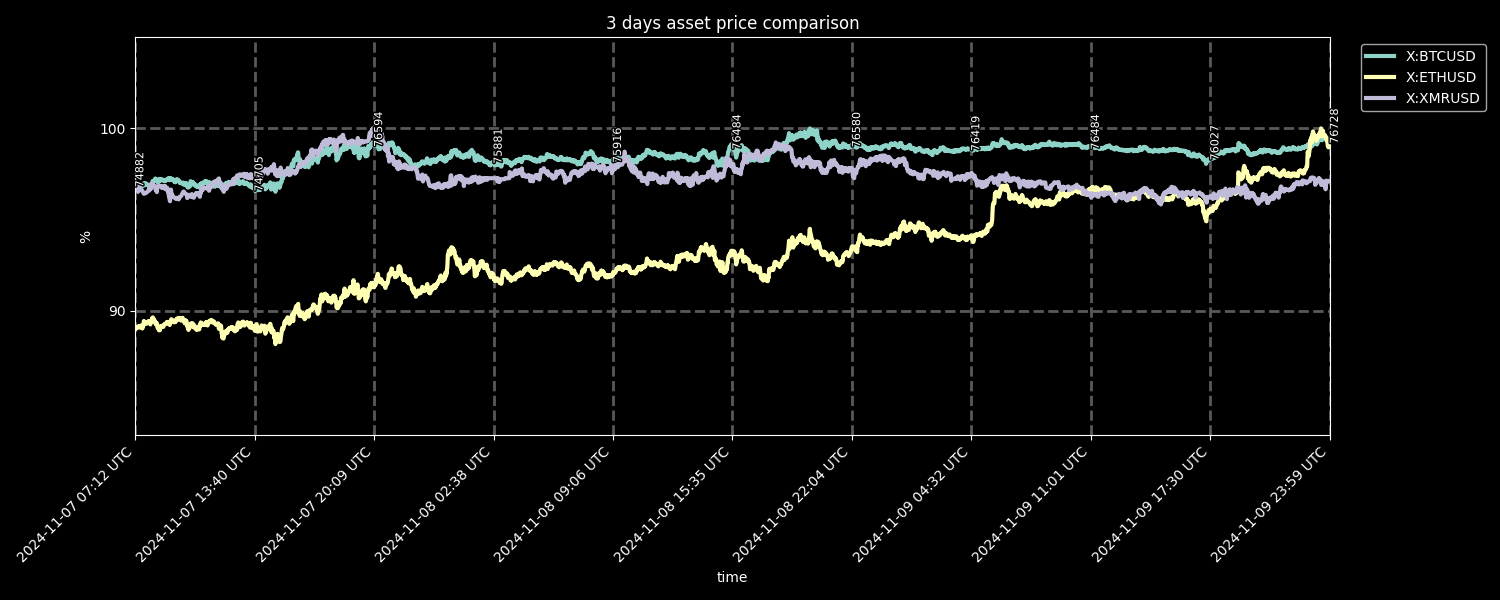 3 days asset price comparison
X:BTCUSD
X:ETHUSD
X:XMRUSD
100
90
%
74882
74705
76594
75881
75916
76484
76580
76419
76484
76027
76728
2024-11-07 07:12 UTC
2024-11-07 13:40 UTC
2024-11-07 20:09 UTC
2024-11-08 02:38 UTC
2024-11-08 09:06 UTC
2024-11-08 15:35 UTC
2024-11-08 22:04 UTC
2024-11-09 04:32 UTC
2024-11-09 11:01 UTC
2024-11-09 17:30 UTC
2024-11-09 23:59 UTC
time